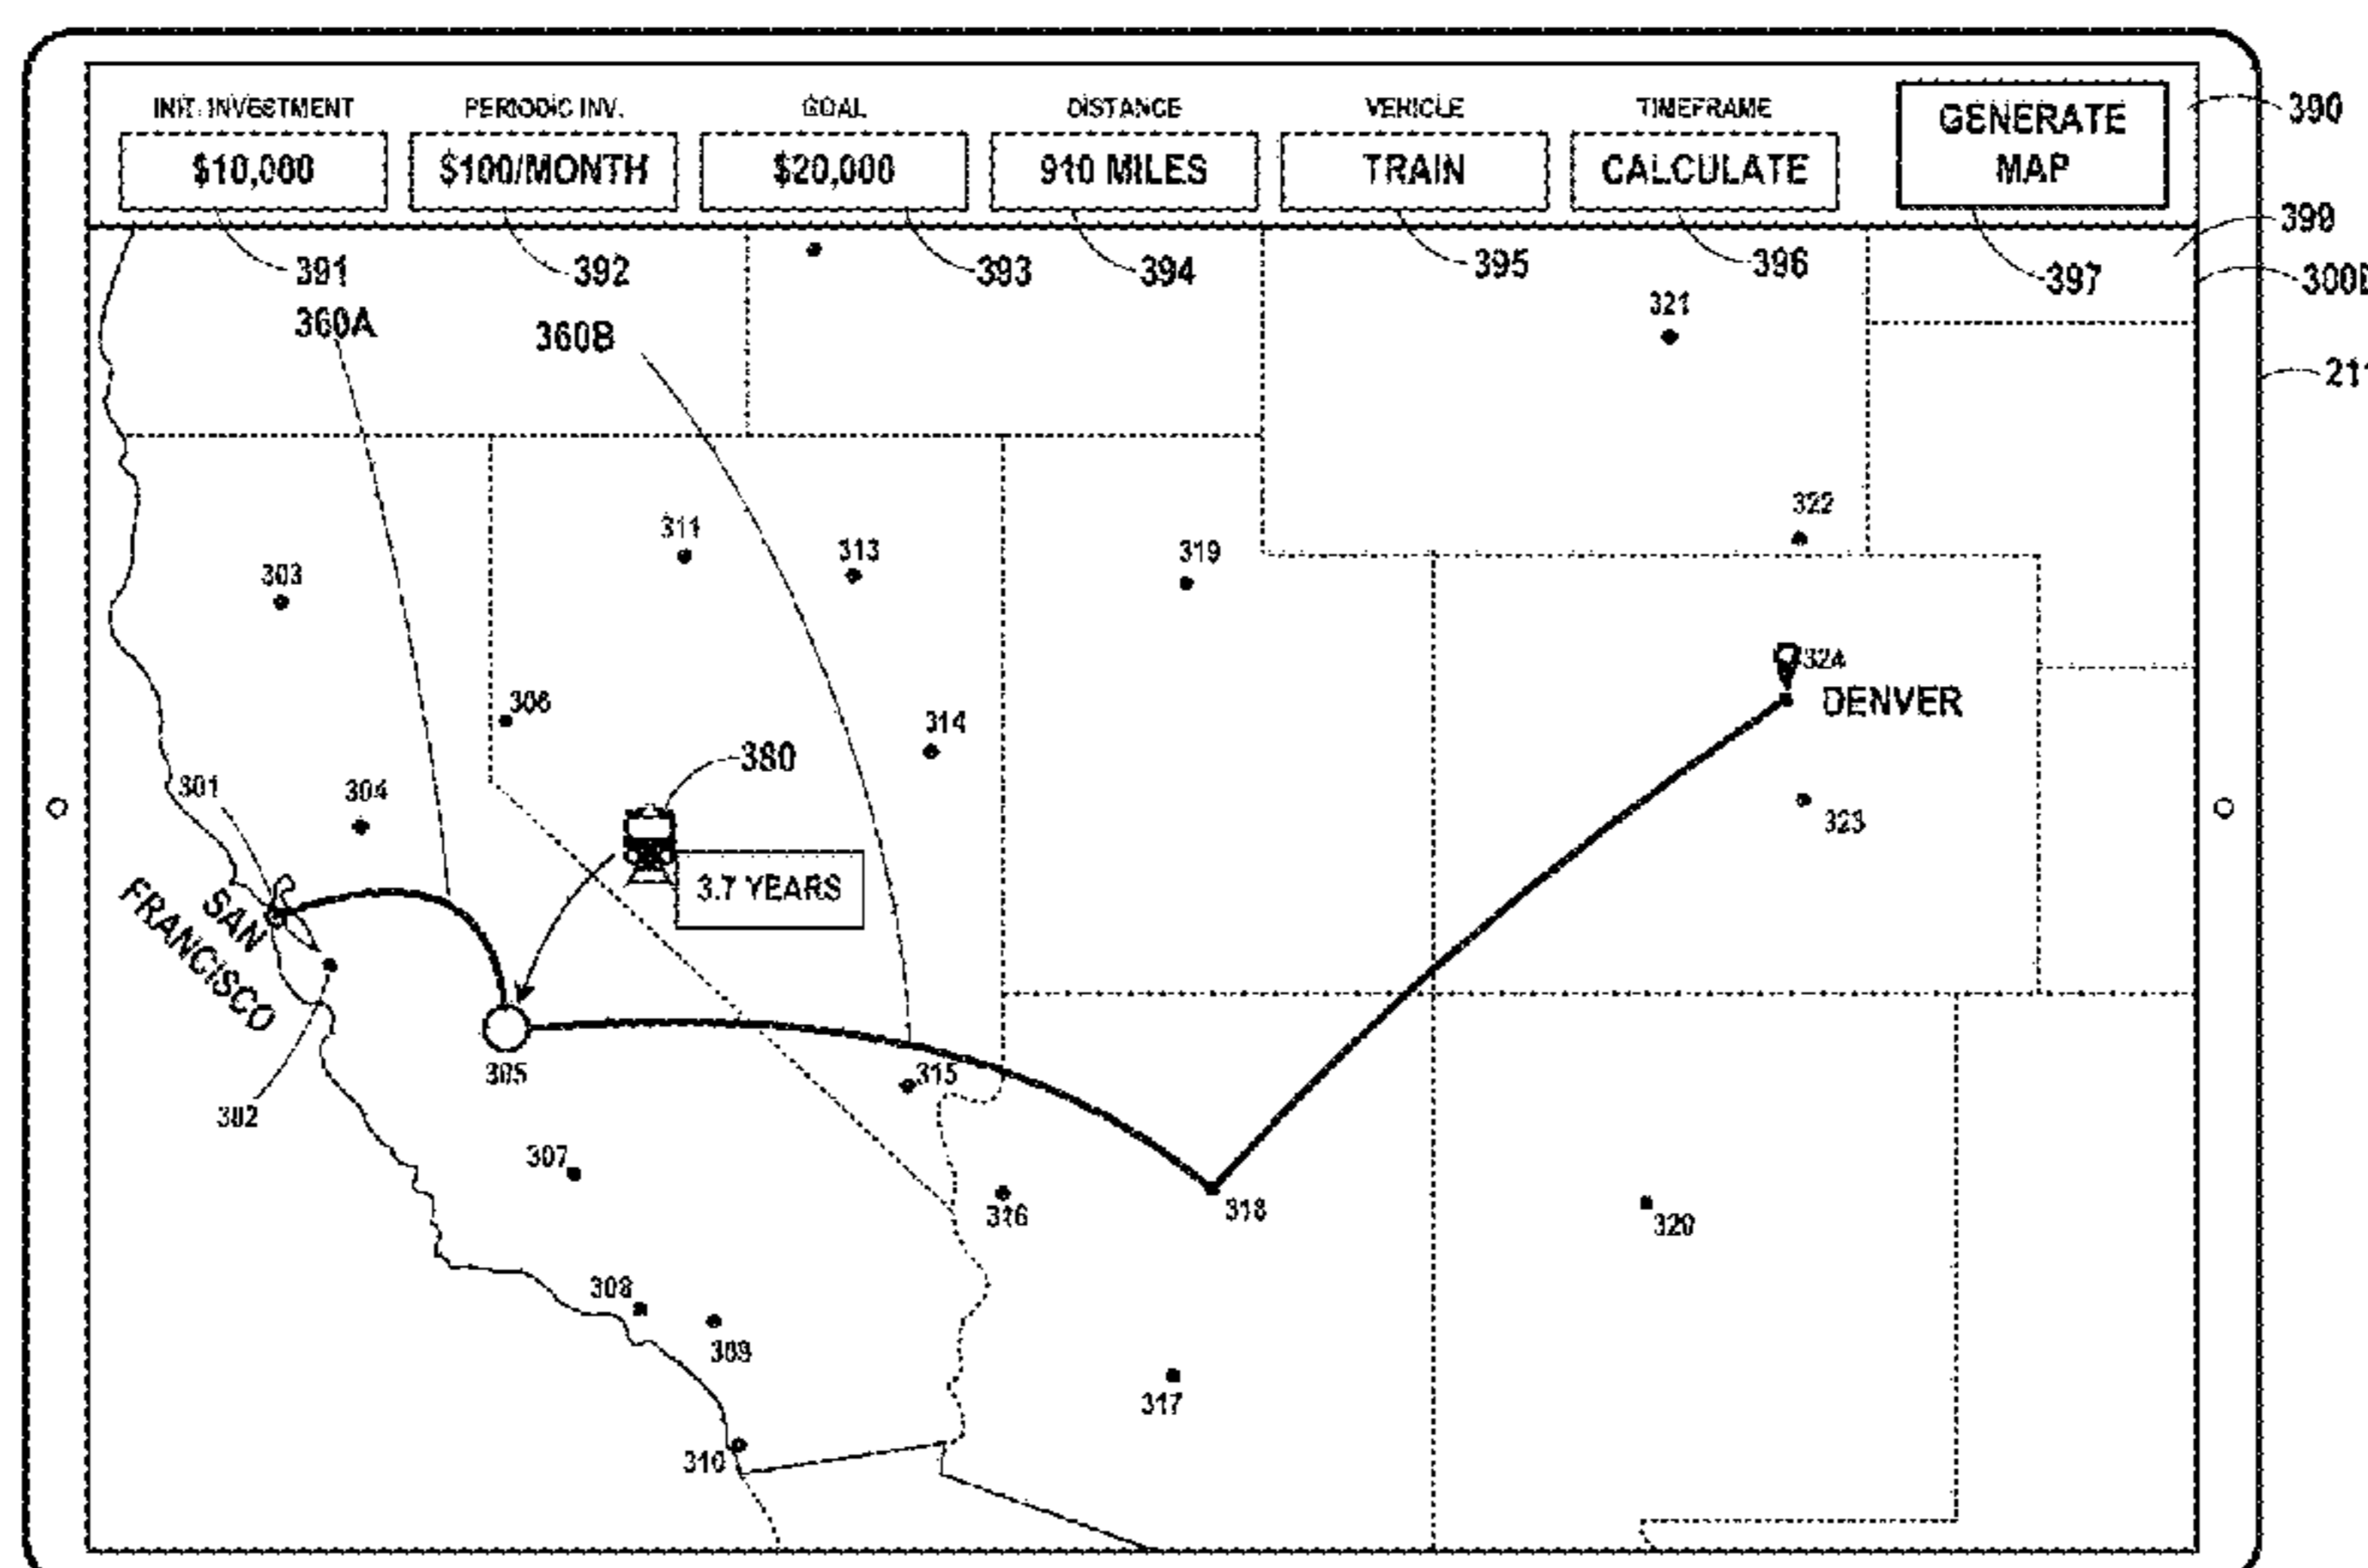 INIT. INVESTMENT PERIODIC INV. GOAL DISTANCE VEHICLE TIMEFRAME
$10,000 $100/MONTH $20,000 910 MILES TRAIN CALCULATE
GENERATE
MAP
390
391 392 393 394 395 396 397
360A 360B
321
322
311 313 319
303
324
DENVER
306
314
380
301 304
323
3.7 YEARS
SAN
FRANCISCO
305
315
302
307
316 318 320
308
309
317
310